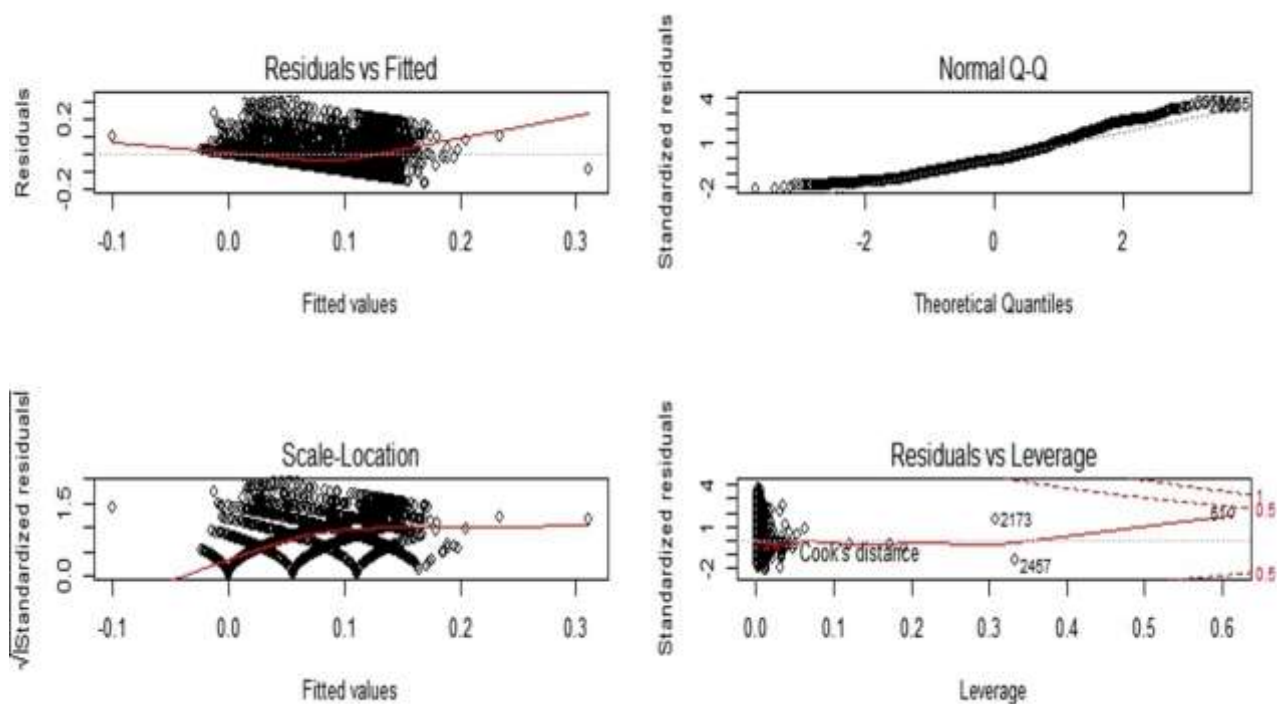 Residuals vs Fitted
Residuals
0.2
-0.2
-0.1 0.0 0.1 0.2 0.3
Fitted values
Normal Q-Q
Standardized residuals
4
1
-2
-2 0 2
Theoretical Quantiles
Scale-Location
√|Standardized residuals|
1.5
0.0
-0.1 0.0 0.1 0.2 0.3
Fitted values
Residuals vs Leverage
Standardized residuals
4
1
-2
1
0.5
0.5
2173
2457
Cook's distance
0.0 0.1 0.2 0.3 0.4 0.5 0.6
Leverage